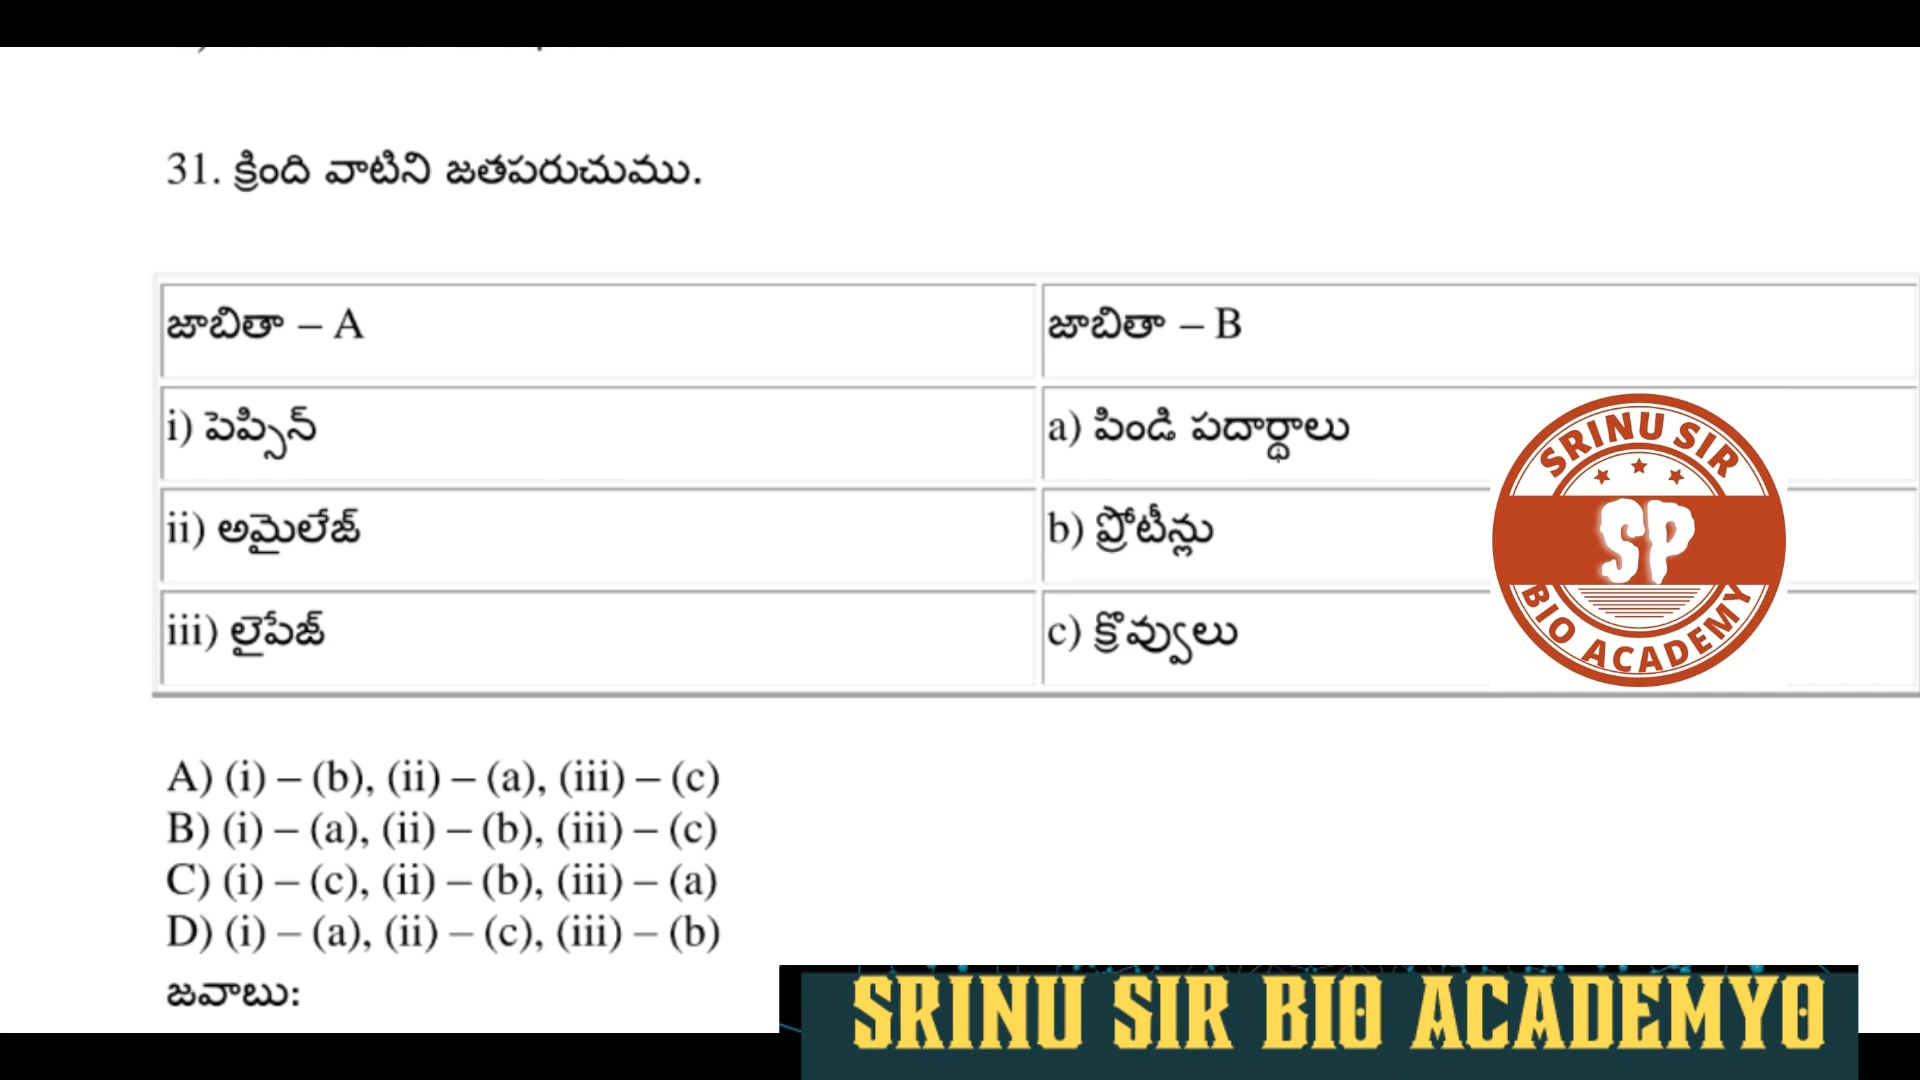 31. క్రింది వాటిని జతపరుచుము.
జాబితా – A
జాబితా – B
i) పెప్సిన్
a) పిండి పదార్థాలు
ii) అమైలేజ్
b) ప్రోటీన్లు
iii) లైపేజ్
c) క్రొవ్వులు
SRINU SIR
SP
BIO ACADEMY
A) (i) – (b), (ii) – (a), (iii) – (c)
B) (i) – (a), (ii) – (b), (iii) – (c)
C) (i) – (c), (ii) – (b), (iii) – (a)
D) (i) – (a), (ii) – (c), (iii) – (b)
జవాబు:
SRINU SIR BIO ACADEMYO